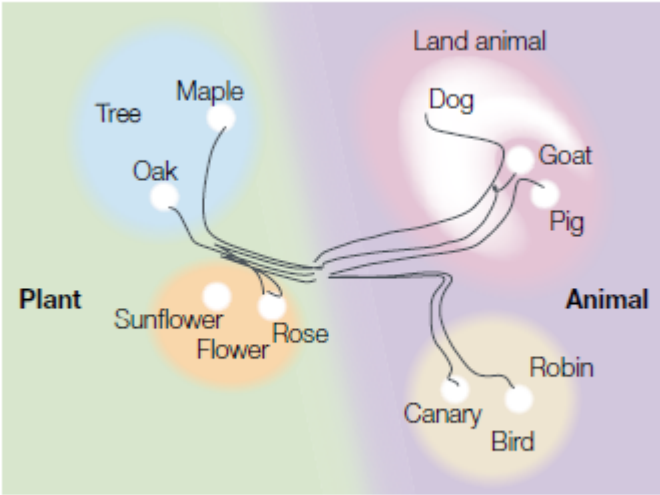 Land animal
Maple
Tree
Dog
Oak
Goat
Pig
Plant
Animal
Sunflower
Rose
Flower
Robin
Canary
Bird